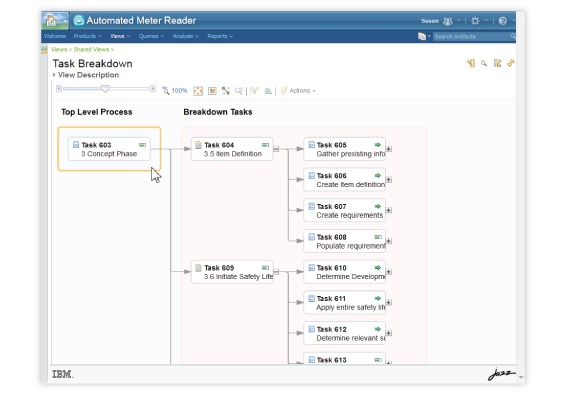 Automated Meter Reader
Susan
Welcome Products Views Queries Analysis Reports
Search Artifacts
Views > Shared Views >
Task Breakdown
View Description
100% Actions
Top Level Process Breakdown Tasks
Task 603
3 Concept Phase
Task 604
3.5 Item Definition
Task 605
Gather prexisting info
Task 606
Create Item definition
Task 607
Create requirements
Task 608
Populate requirement
Task 609
3.6 Initiate Safety Life
Task 610
Determine Developme
Task 611
Apply entire safety life
Task 612
Determine relevant su
Task 613
IBM.
Jazz